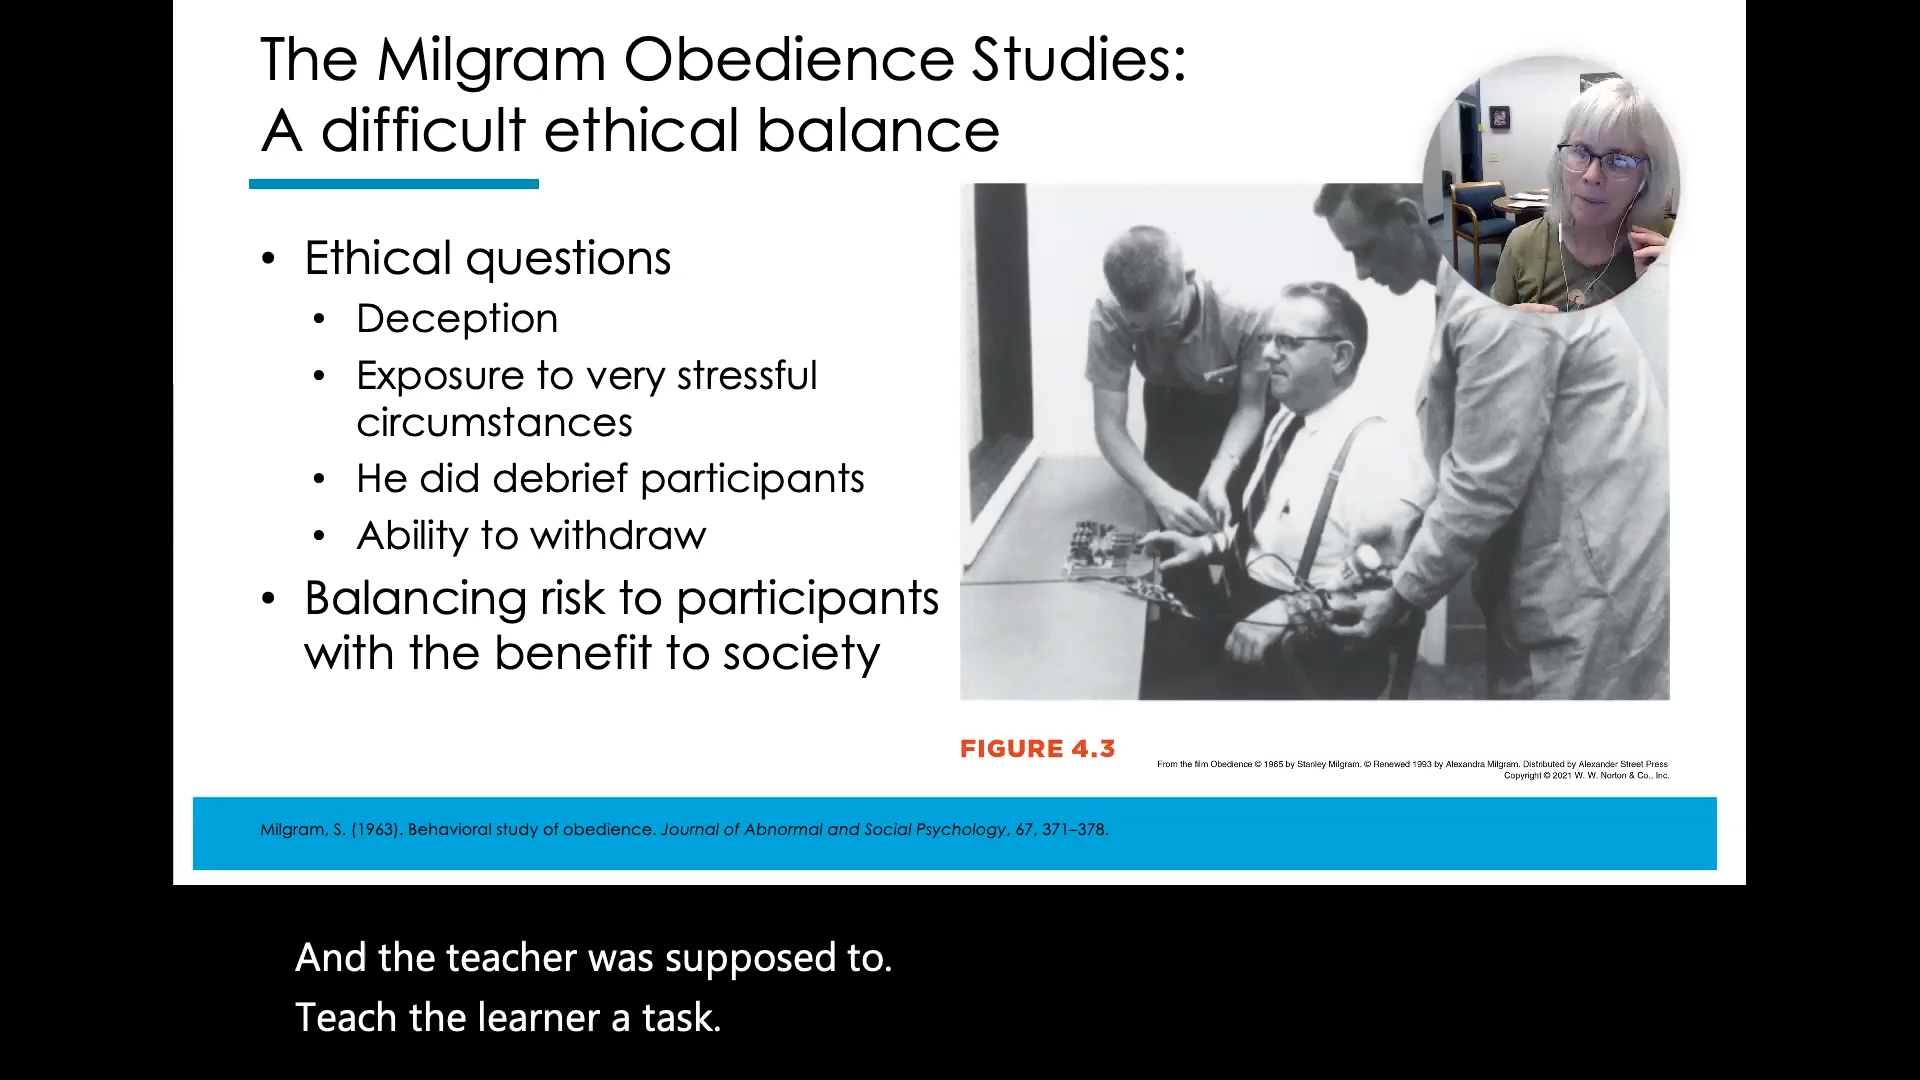 The Milgram Obedience Studies:
A difficult ethical balance
• Ethical questions
• Deception
• Exposure to very stressful
circumstances
• He did debrief participants
• Ability to withdraw
• Balancing risk to participants
with the benefit to society
FIGURE 4.3
From the film Obedience © 1965 by Stanley Milgram. © Renewed 1993 by Alexandra Milgram. Distributed by Alexander Street Press
Copyright © 2021 W. W. Norton & Co., Inc.
Milgram, S. (1963). Behavioral study of obedience. Journal of Abnormal and Social Psychology, 67, 371–378.
And the teacher was supposed to.
Teach the learner a task.